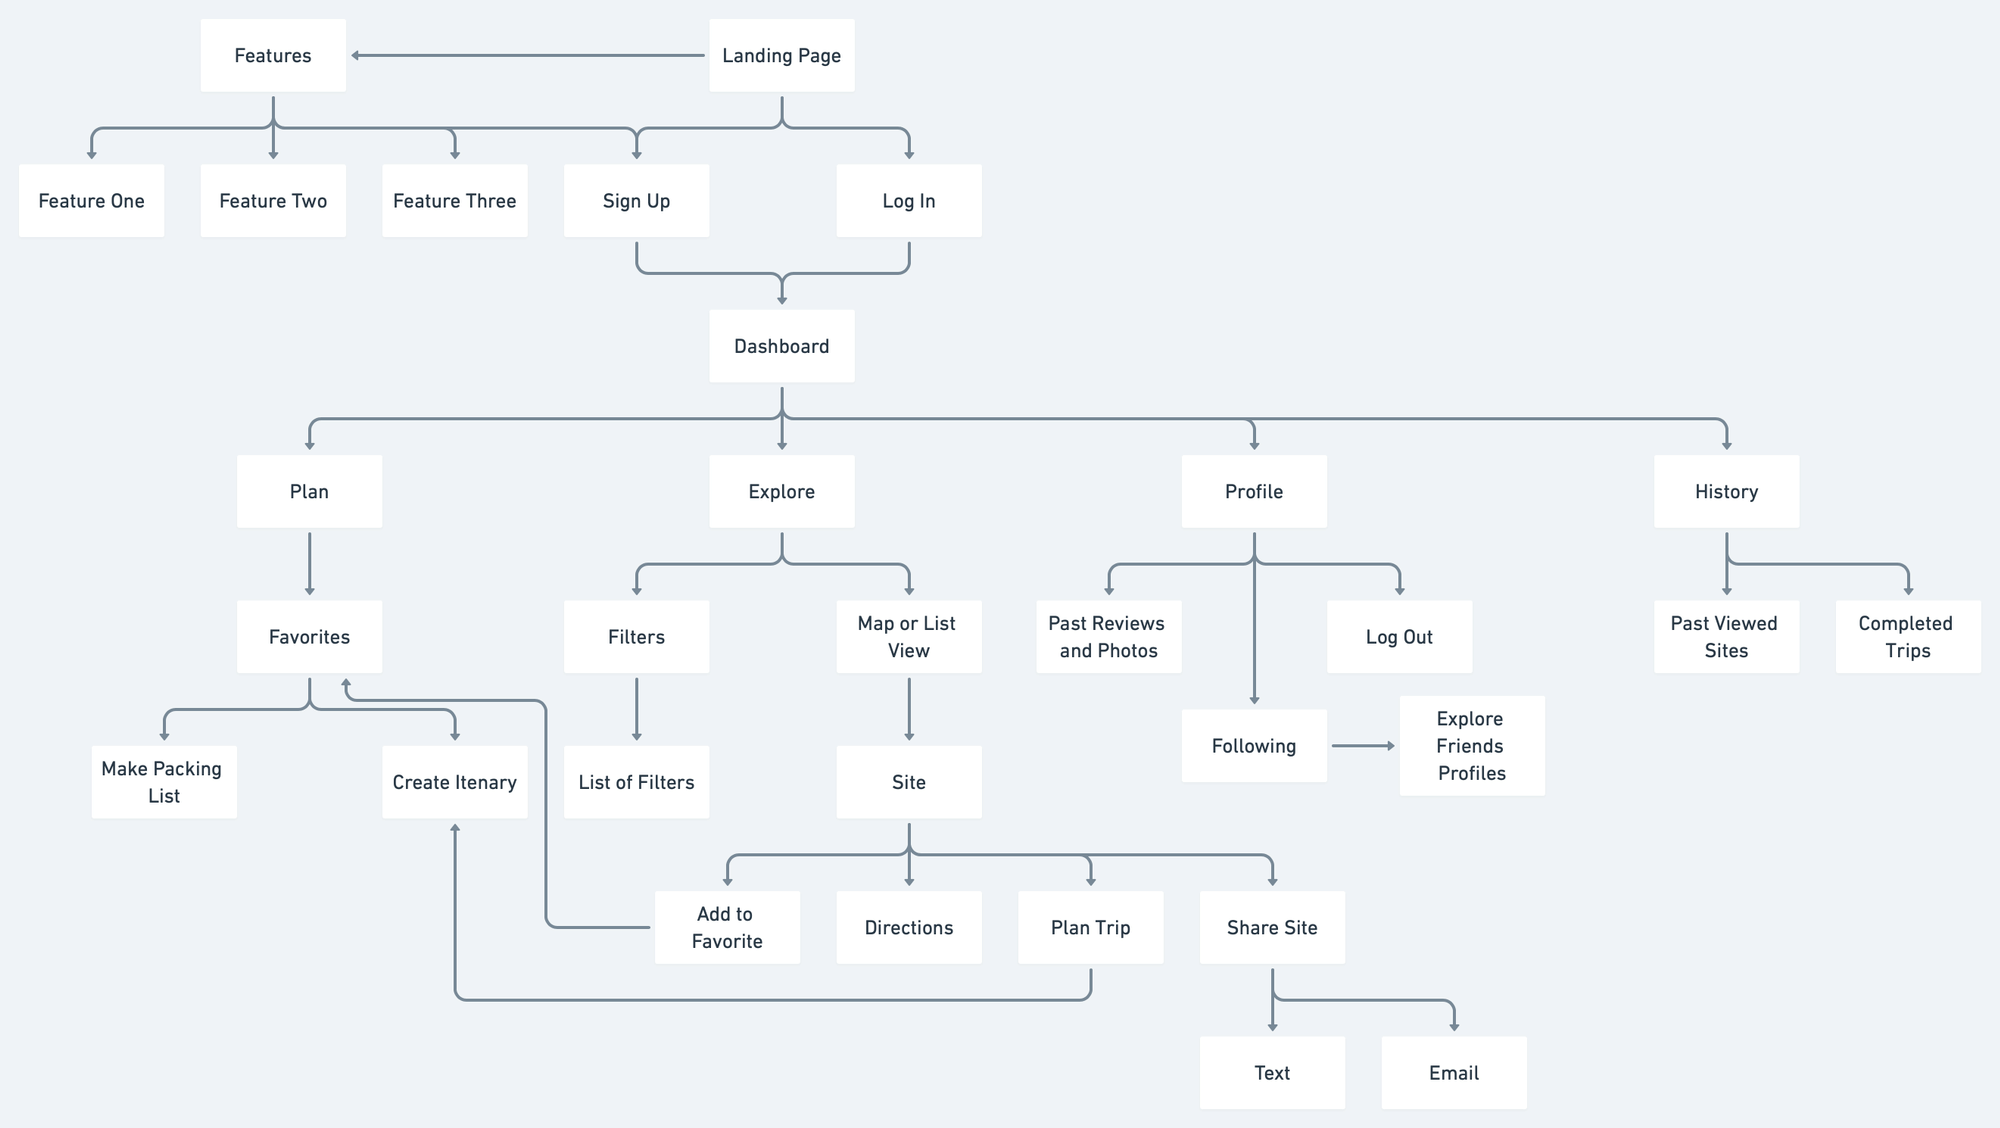 Features
Landing Page
Feature One
Feature Two
Feature Three
Sign Up
Log In
Dashboard
Plan
Explore
Profile
History
Favorites
Filters
Map or List
View
Past Reviews
and Photos
Log Out
Past Viewed
Sites
Completed
Trips
Make Packing
List
Create Itenary
List of Filters
Site
Following
Explore
Friends
Profiles
Add to
Favorite
Directions
Plan Trip
Share Site
Text
Email